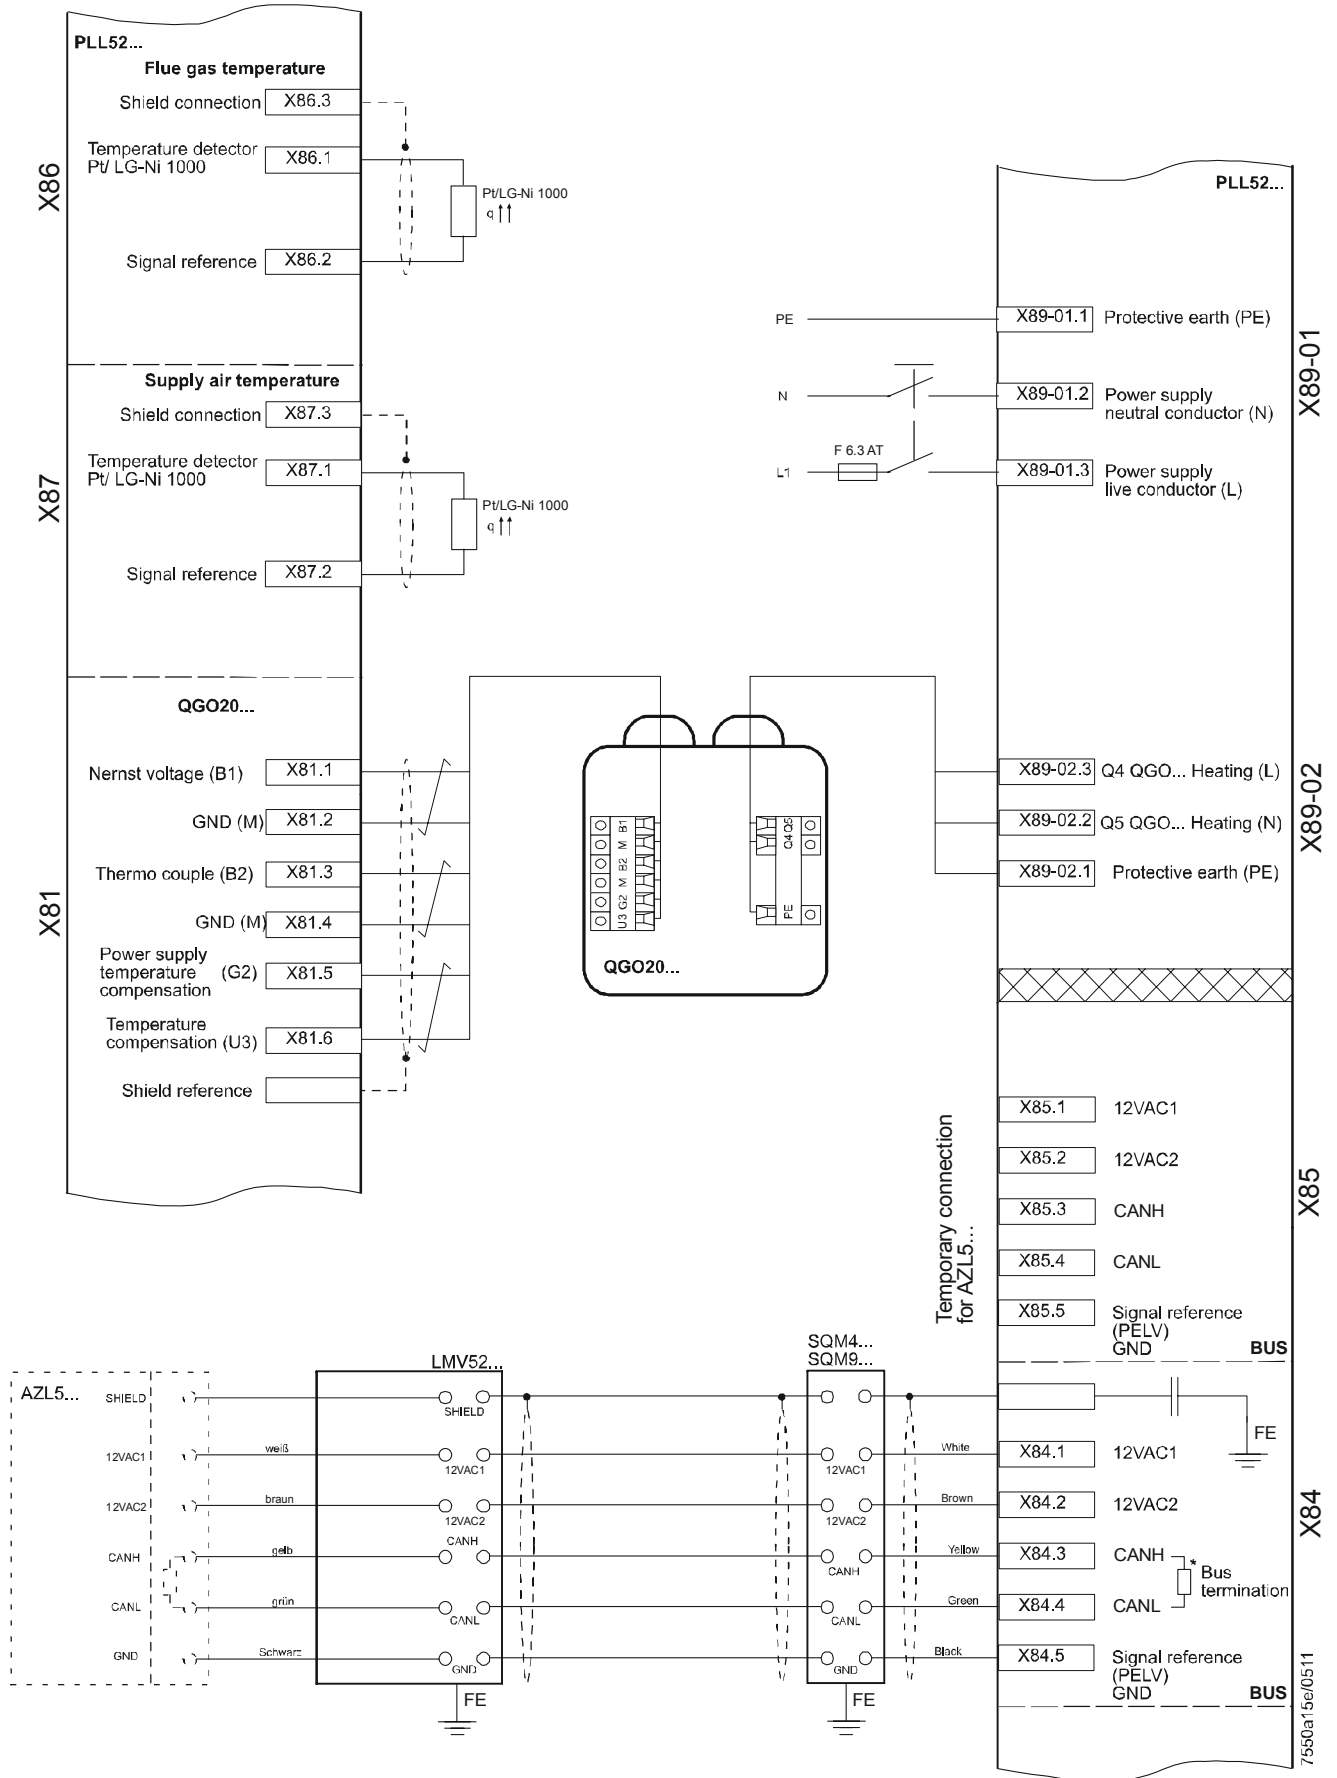 PLL52...
Flue gas temperature
Shield connection X86.3
Temperature detector
Pt/ LG-Ni 1000
X86.1
Pt/LG-Ni 1000
q
Signal reference X86.2
X86
Supply air temperature
Shield connection X87.3
Temperature detector
Pt/ LG-Ni 1000
X87.1
Pt/LG-Ni 1000
q
Signal reference X87.2
X87
QGO20...
Nernst voltage (B1) X81.1
GND (M) X81.2
Thermo couple (B2) X81.3
GND (M) X81.4
Power supply
temperature (G2) X81.5
compensation
Temperature
compensation (U3) X81.6
Shield reference
X81
B1
M
B2
M
G2
U3
Q5
Q4
PE
QGO20...
PLL52...
PE X89-01.1 Protective earth (PE)
N X89-01.2 Power supply
neutral conductor (N)
F 6.3 AT
L1 X89-01.3 Power supply
live conductor (L)
X89-01
X89-02.3 Q4 QGO... Heating (L)
X89-02.2 Q5 QGO... Heating (N)
X89-02.1 Protective earth (PE)
X89-02
Temporary connection
for AZL5...
X85.1 12VAC1
X85.2 12VAC2
X85.3 CANH
X85.4 CANL
X85.5 Signal reference
(PELV)
GND BUS
X85
AZL5...
SHIELD
12VAC1
12VAC2
CANH
CANL
GND
weiß
braun
gelb
grün
Schwarz
LMV52...
SHIELD
12VAC1
12VAC2
CANH
CANL
GND
FE
SQM4...
SQM9...
12VAC1
12VAC2
CANH
CANL
GND
FE
White
Brown
Yellow
Green
Black
FE
X84.1 12VAC1
X84.2 12VAC2
X84.3 CANH
* Bus
termination
X84.4 CANL
X84.5 Signal reference
(PELV)
GND BUS
X84
7550a15e/0511